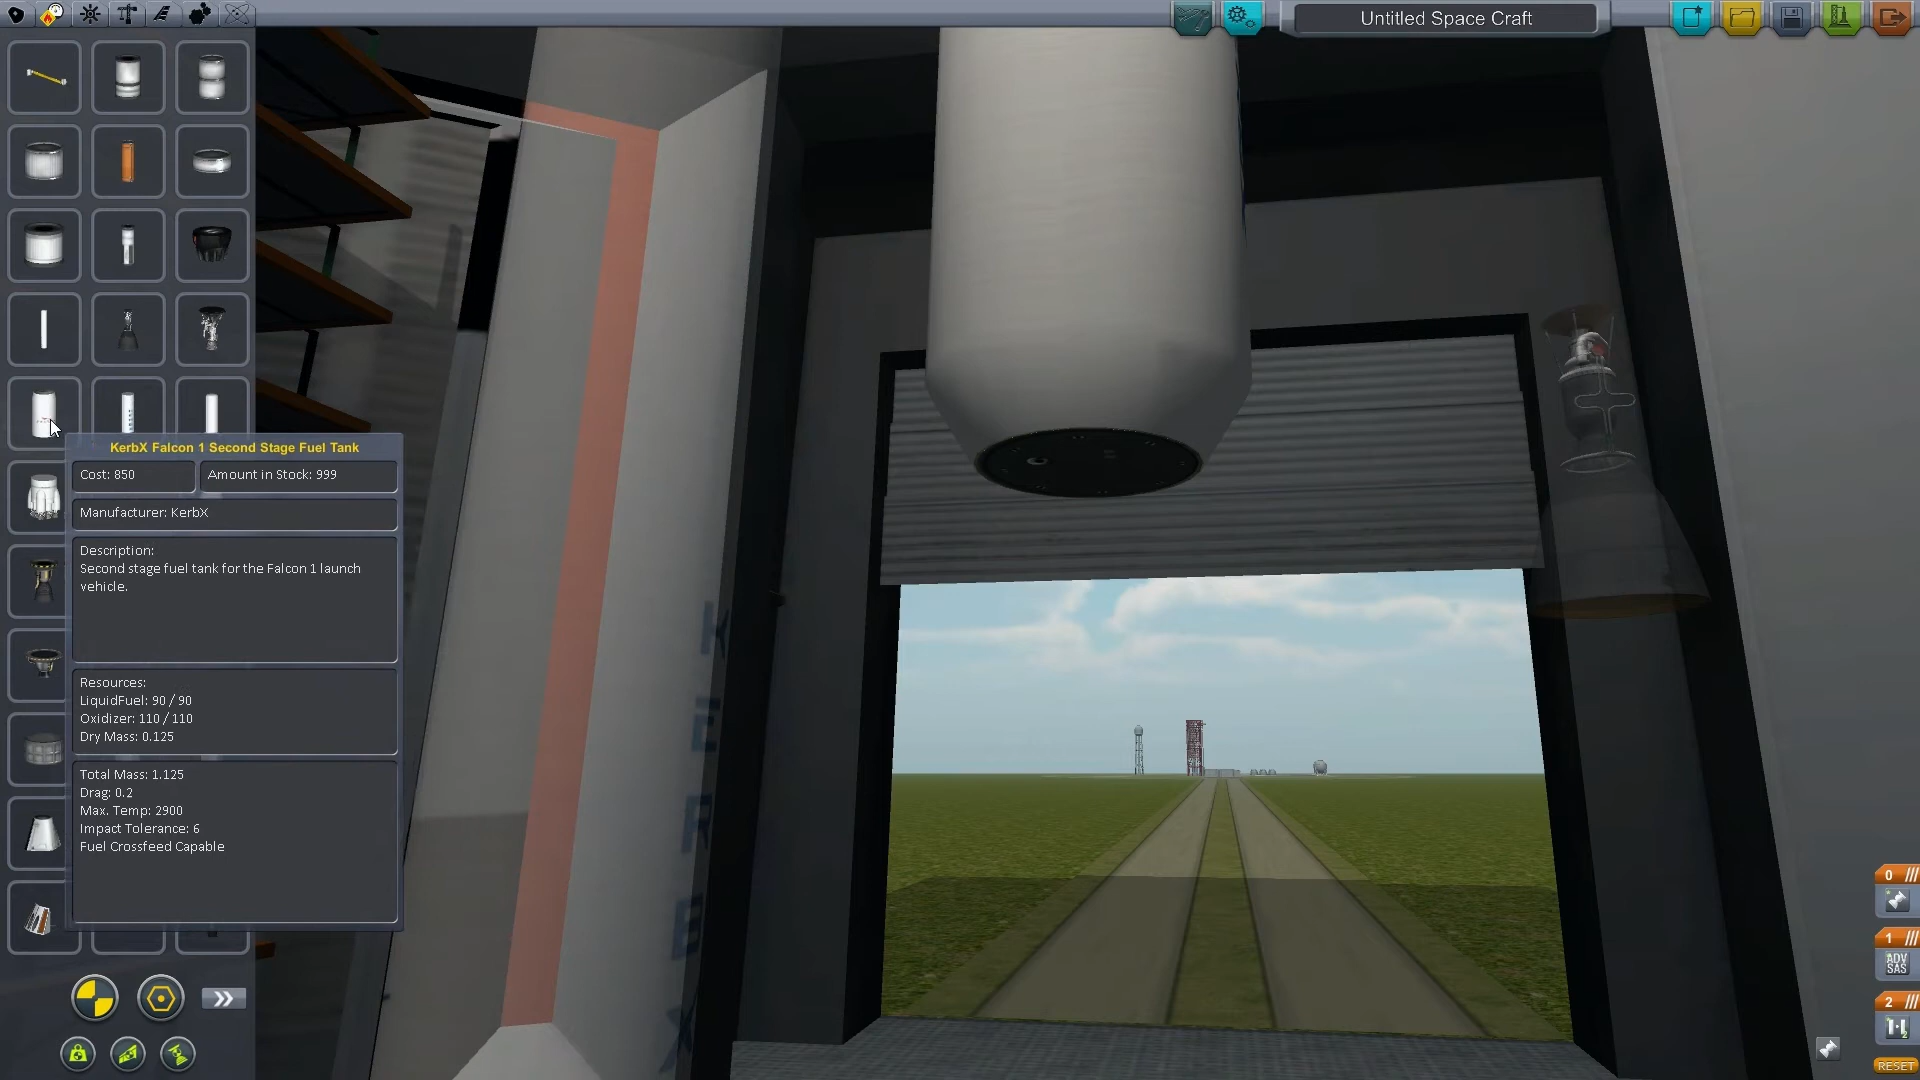 Untitled Space Craft
KerbX Falcon 1 Second Stage Fuel Tank
Cost: 850
Amount in Stock: 999
Manufacturer: KerbX
Description:
Second stage fuel tank for the Falcon 1 launch
vehicle.
Resources:
LiquidFuel: 90 / 90
Oxidizer: 110 / 110
Dry Mass: 0.125
Total Mass: 1.125
Drag: 0.2
Max. Temp: 2900
Impact Tolerance: 6
Fuel Crossfeed Capable
KERBX
0
1
ADV
SAS
2
RESET